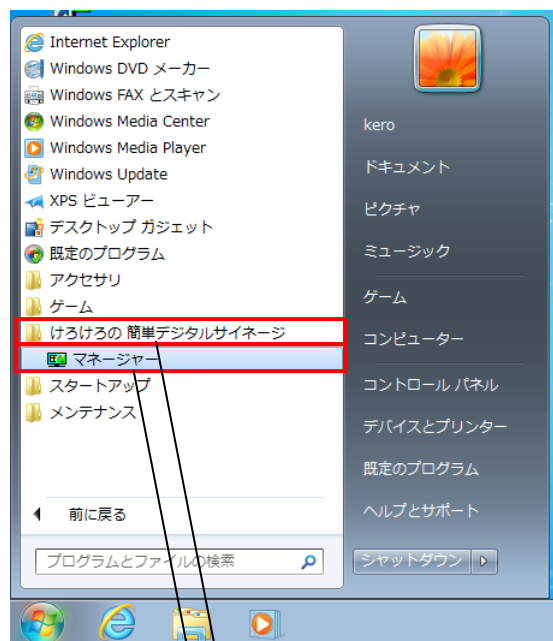 Internet Explorer
Windows DVD メーカー
Windows FAX とスキャン
Windows Media Center
Windows Media Player
Windows Update
XPS ビューアー
デスクトップ ガジェット
既定のプログラム
アクセサリ
ゲーム
けろけろの 簡単デジタルサイネージ
マネージャー
スタートアップ
メンテナンス
前に戻る
プログラムとファイルの検索
kero
ドキュメント
ピクチャ
ミュージック
ゲーム
コンピューター
コントロール パネル
デバイスとプリンター
既定のプログラム
ヘルプとサポート
シャットダウン